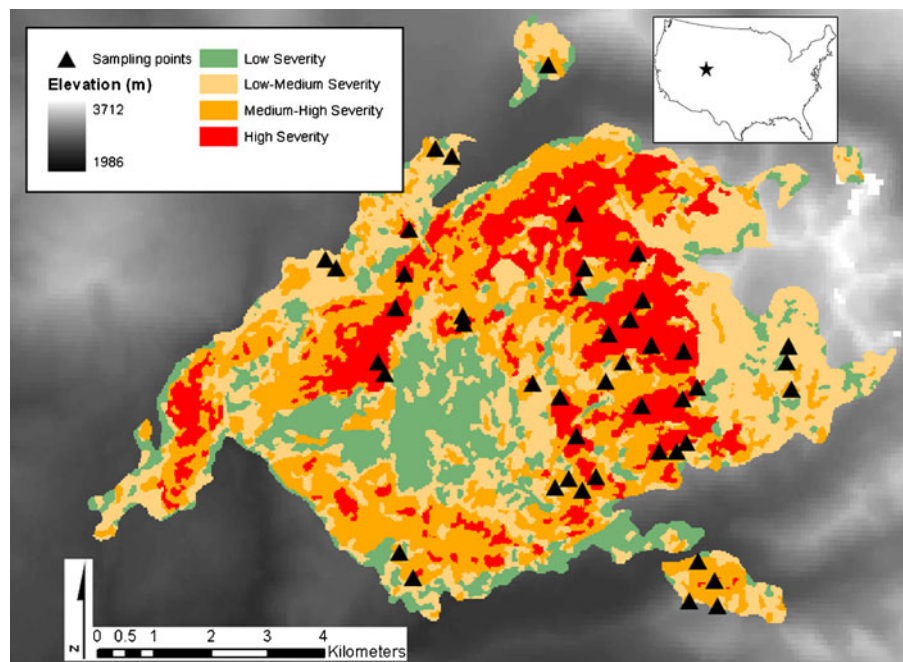 Sampling points
Elevation (m)
3712
1986
Low Severity
Low-Medium Severity
Medium-High Severity
High Severity
N
0 0.5 1 2 3 4
Kilometers